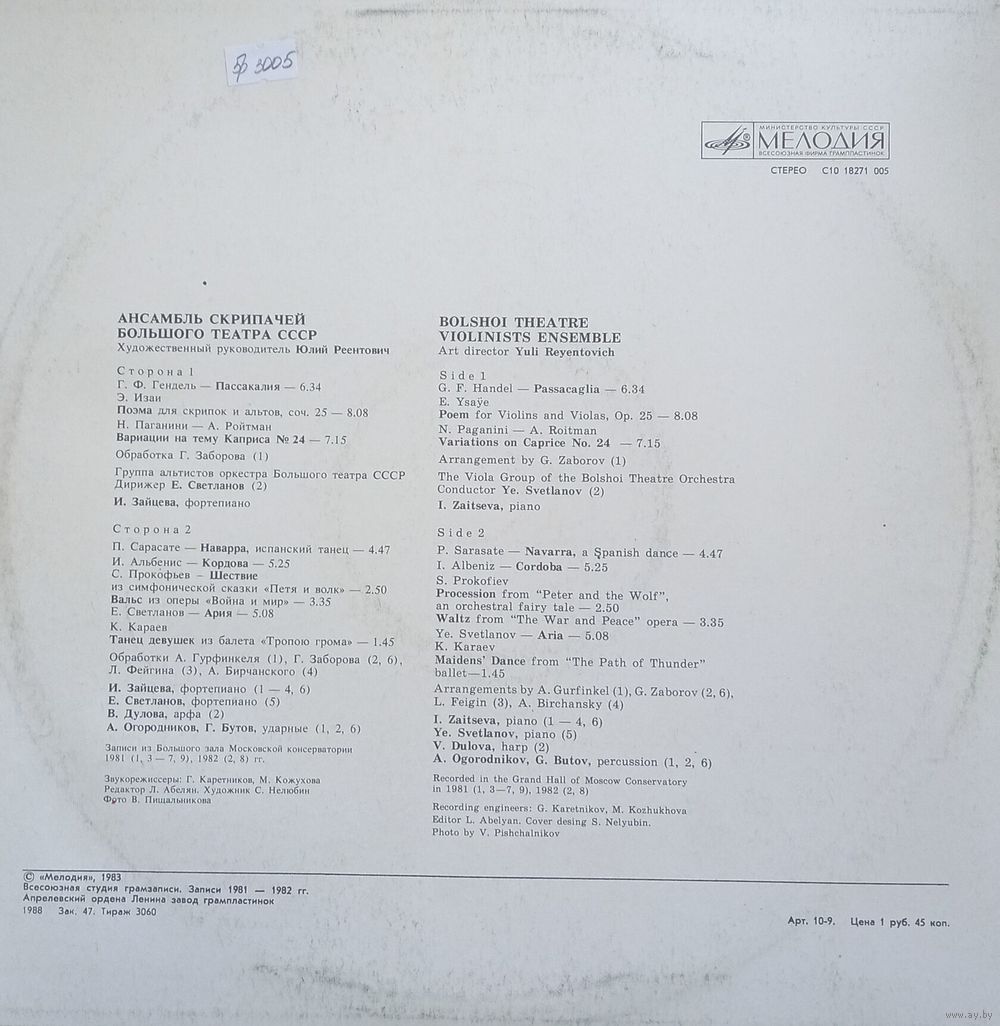 3005
МИНИСТЕРСТВО КУЛЬТУРЫ СССР
МЕЛОДИЯ
ВСЕСОЮЗНАЯ ФИРМА ГРАМПЛАСТИНОК
СТЕРЕО С10 18271 005
АНСАМБЛЬ СКРИПАЧЕЙ
БОЛЬШОГО ТЕАТРА СССР
Художественный руководитель Юлий Реентович
Сторона 1
Г. Ф. Гендель — Пассакалия — 6.34
Э. Изаи
Поэма для скрипок и альтов, соч. 25 — 8.08
Н. Паганини — А. Ройтман
Вариации на тему Каприса № 24 — 7.15
Обработка Г. Заборова (1)
Группа альтистов оркестра Большого театра СССР
Дирижер Е. Светланов (2)
И. Зайцева, фортепиано
Сторона 2
П. Сарасате — Наварра, испанский танец — 4.47
И. Альбенис — Кордова — 5.25
С. Прокофьев – Шествие
из симфонической сказки «Петя и волк» — 2.50
Вальс из оперы «Война и мир» — 3.35
Е. Светланов — Ария — 5.08
К. Караев
Танец девушек из балета «Тропою грома» — 1.45
Обработки А. Гурфинкеля (1), Г. Заборова (2, 6),
Л. Фейгина (3), А. Бирчанского (4)
И. Зайцева, фортепиано (1 — 4, 6)
Е. Светланов, фортепиано (5)
В. Дулова, арфа (2)
А. Огородников, Г. Бутов, ударные (1, 2, 6)
Записи из Большого зала Московской консерватории
1981 (1, 3 — 7, 9), 1982 (2, 8) гг.
Звукорежиссеры: Г. Каретников, М. Кожухова
Редактор Л. Абелян. Художник С. Нелюбин
Фото В. Пищальникова
BOLSHOI THEATRE
VIOLINISTS ENSEMBLE
Art director Yuli Reyentovich
Side 1
G. F. Handel — Passacaglia — 6.34
E. Ysaÿe
Poem for Violins and Violas, Op. 25 — 8.08
N. Paganini — A. Roitman
Variations on Caprice No. 24 — 7.15
Arrangement by G. Zaborov (1)
The Viola Group of the Bolshoi Theatre Orchestra
Conductor Ye. Svetlanov (2)
I. Zaitseva, piano
Side 2
P. Sarasate — Navarra, a Spanish dance — 4.47
I. Albeniz — Cordoba — 5.25
S. Prokofiev
Procession from “Peter and the Wolf”,
an orchestral fairy tale — 2.50
Waltz from “The War and Peace” opera — 3.35
Ye. Svetlanov — Aria — 5.08
K. Karaev
Maidens' Dance from “The Path of Thunder”
ballet—1.45
Arrangements by A. Gurfinkel (1), G. Zaborov (2, 6),
L. Feigin (3), A. Birchansky (4)
I. Zaitseva, piano (1 — 4, 6)
Ye. Svetlanov, piano (5)
V. Dulova, harp (2)
A. Ogorodnikov, G. Butov, percussion (1, 2, 6)
Recorded in the Grand Hall of Moscow Conservatory
in 1981 (1, 3—7, 9), 1982 (2, 8)
Recording engineers: G. Karetnikov, M. Kozhukhova
Editor L. Abelyan. Cover desing S. Nelyubin.
Photo by V. Pishchalnikov
© «Мелодия», 1983
Всесоюзная студия грамзаписи. Записи 1981 — 1982 гг.
Апрелевский ордена Ленина завод грампластинок
1988 Зак. 47. Тираж 3060
Арт. 10-9. Цена 1 руб. 45 коп.
www.ay.by